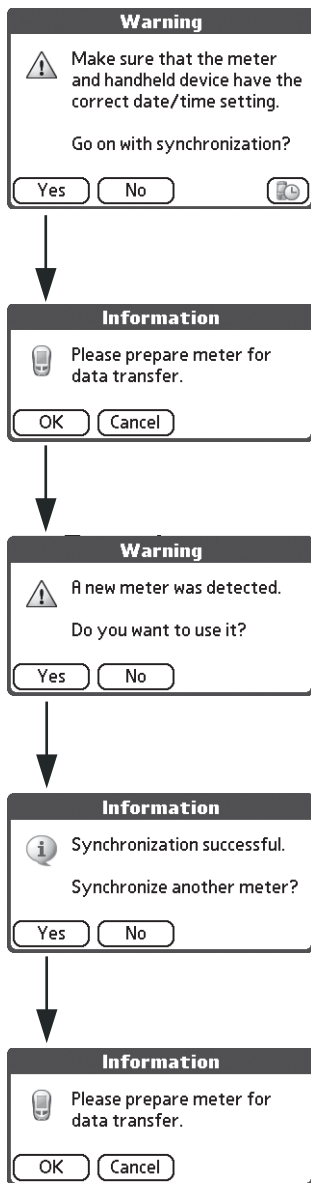 Warning
Make sure that the meter
and handheld device have the
correct date/time setting.
Go on with synchronization?
Yes No
Information
Please prepare meter for
data transfer.
OK Cancel
Warning
A new meter was detected.
Do you want to use it?
Yes No
Information
Synchronization successful.
Synchronize another meter?
Yes No
Information
Please prepare meter for
data transfer.
OK Cancel